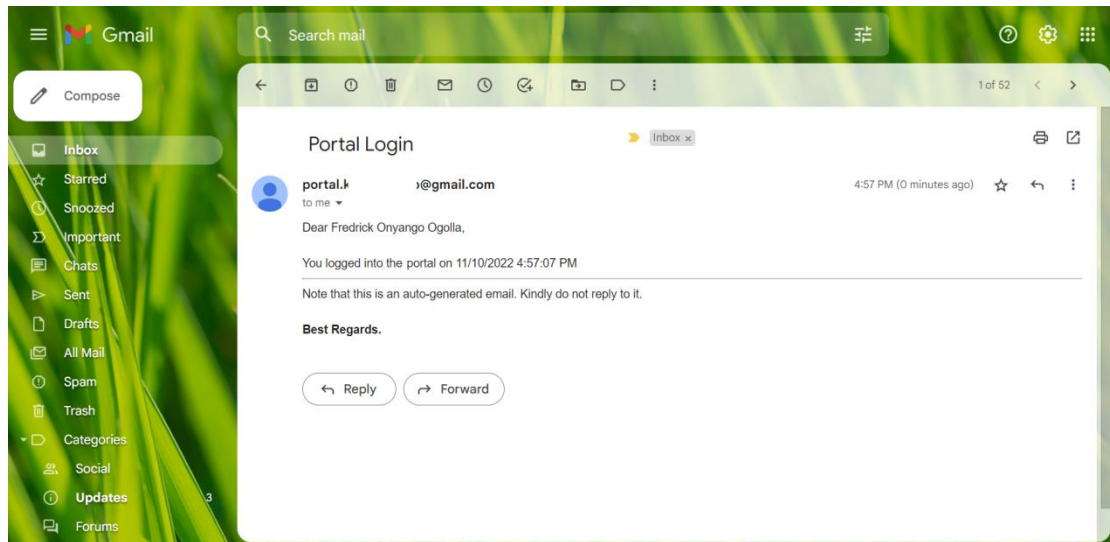 Gmail
Search mail
Compose
1 of 52
Inbox
Starred
Snoozed
Important
Chats
Sent
Drafts
All Mail
Spam
Trash
Categories
Social
Updates 3
Forums
Portal Login Inbox x
portal.k @gmail.com 4:57 PM (0 minutes ago)
to me
Dear Fredrick Onyango Ogolla,
You logged into the portal on 11/10/2022 4:57:07 PM
Note that this is an auto-generated email. Kindly do not reply to it.
Best Regards.
Reply Forward